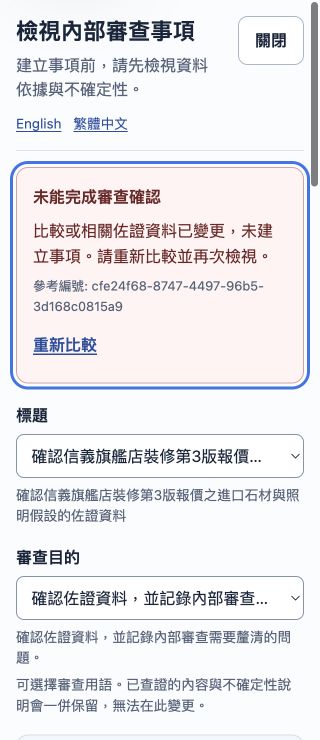 檢視內部審查事項
關閉
建立事項前，請先檢視資料
依據與不確定性。
English 繁體中文
未能完成審查確認
比較或相關佐證資料已變更，未建
立事項。請重新比較並再次檢視。
參考編號: cfe24f68-8747-4497-96b5-
3d168c0815a9
重新比較
標題
確認信義旗艦店裝修第3版報價...
確認信義旗艦店裝修第3版報價之進口石材與照
明假設的佐證資料
審查目的
確認佐證資料，並記錄內部審查...
確認佐證資料，並記錄內部審查需要釐清的問
題。
可選擇審查用語。已查證的內容與不確定性說
明會一併保留，無法在此變更。